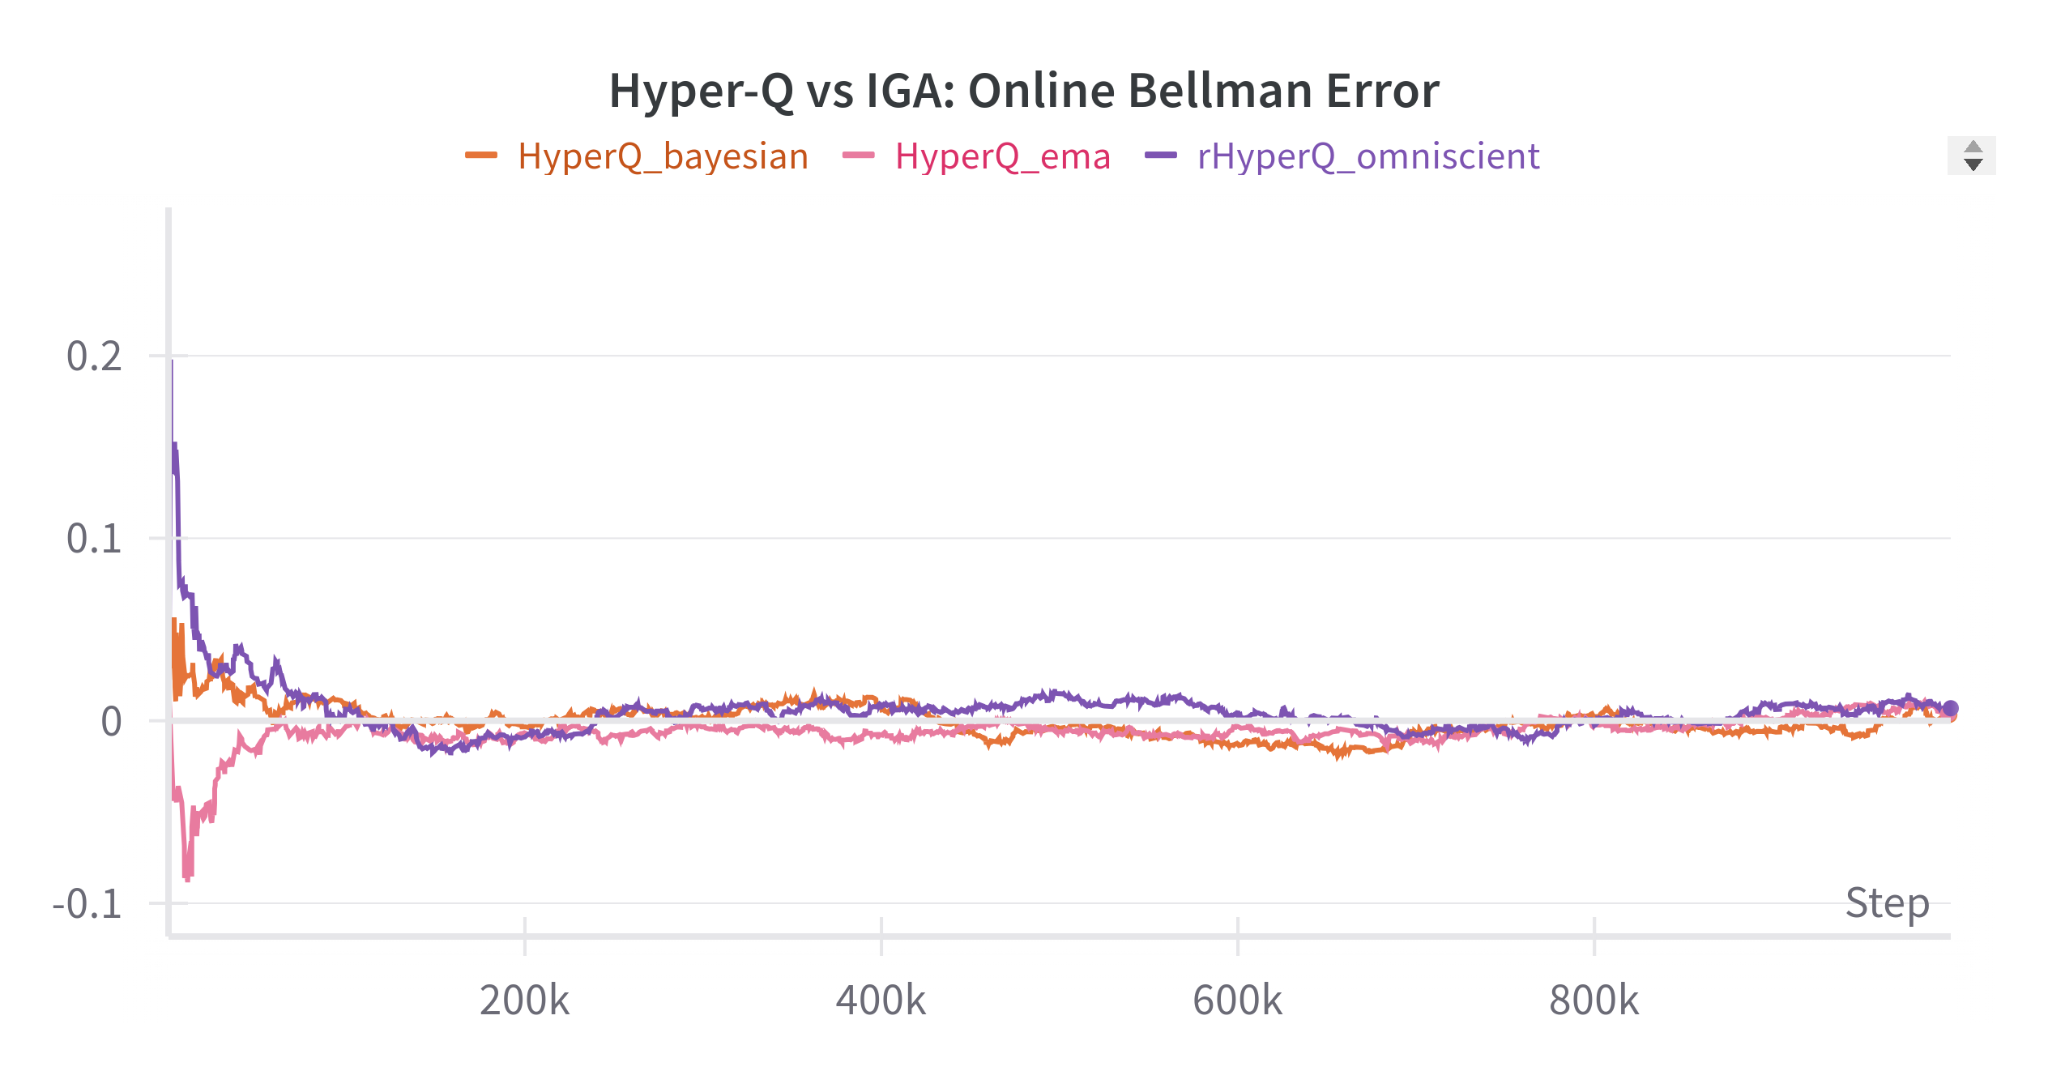 Hyper-Q vs IGA: Online Bellman Error
HyperQ_bayesian HyperQ_ema rHyperQ_omniscient
0.2
0.1
0
-0.1
Step
200k 400k 600k 800k